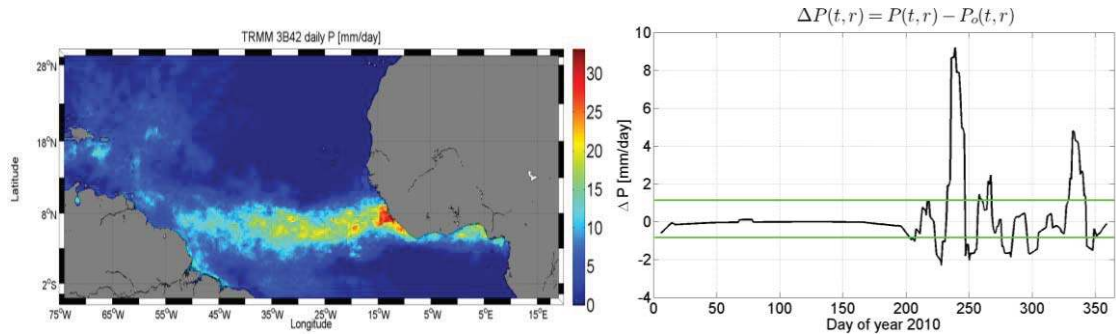 TRMM 3B42 daily P [mm/day]
28°N
18°N
8°N
2°S
Latitude
75°W 65°W 55°W 45°W 35°W 25°W 15°W 5°W 5°E 15°E
Longitude
30
25
20
15
10
5
0
ΔP(t,r) = P(t,r) − Pₒ(t,r)
10
8
6
4
2
0
-2
-4
Δ P [mm/day]
0 50 100 150 200 250 300 350
Day of year 2010